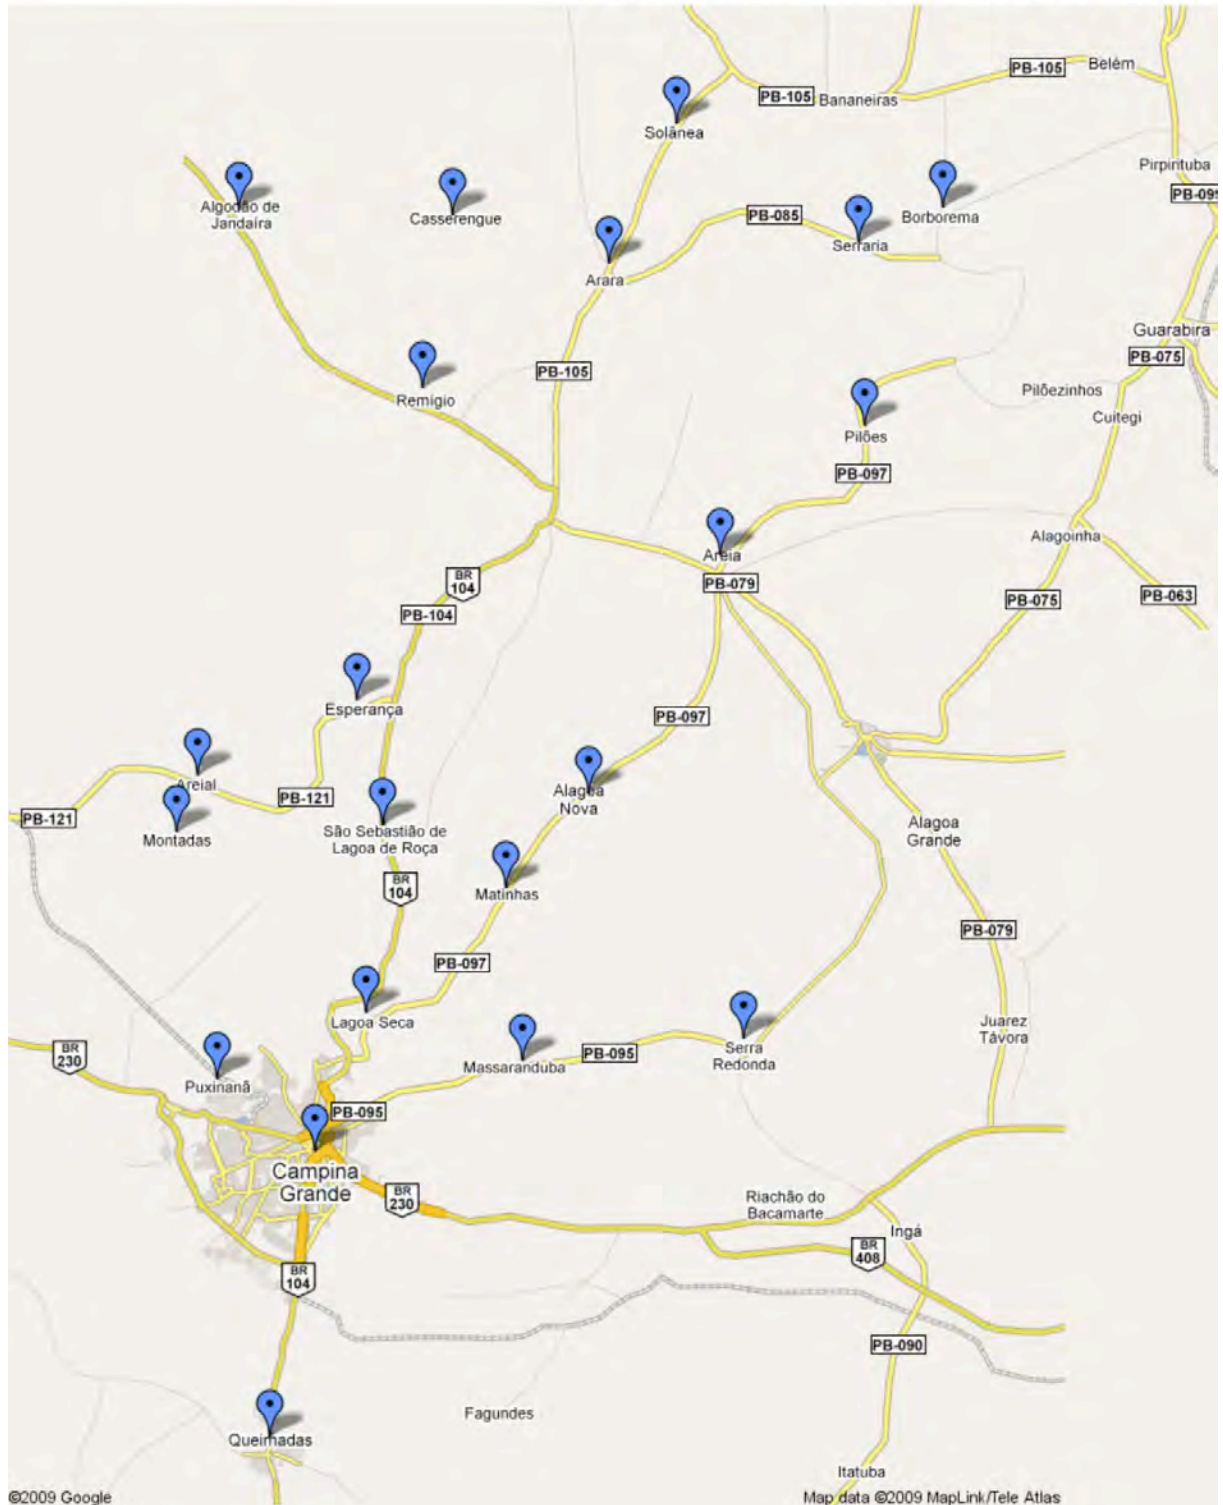 Belém
PB-105
PB-105
Bananeiras
Solânea
Pirpirituba
PB-099
Algodão de
Jandaíra
Casserengue
PB-085
Borborema
Serraria
Arara
Guarabira
PB-075
PB-105
Remígio
Pilõezinhos
Cuitegi
Pilões
PB-097
Alagoinha
Areia
PB-079
BR
104
PB-075
PB-063
PB-104
Esperança
PB-097
Areial
PB-121
PB-121
Alagoa
Nova
São Sebastião de
Lagoa de Roça
Montadas
Alagoa
Grande
BR
104
Matinhas
PB-079
PB-097
Lagoa Seca
Juarez
Távora
BR
230
Serra
Redonda
PB-095
Massaranduba
Puxinanã
PB-095
Campina
Grande
BR
230
Riachão do
Bacamarte
Ingá
BR
408
BR
104
PB-090
Fagundes
Queimadas
Itatuba
©2009 Google
Map data ©2009 MapLink/Tele Atlas